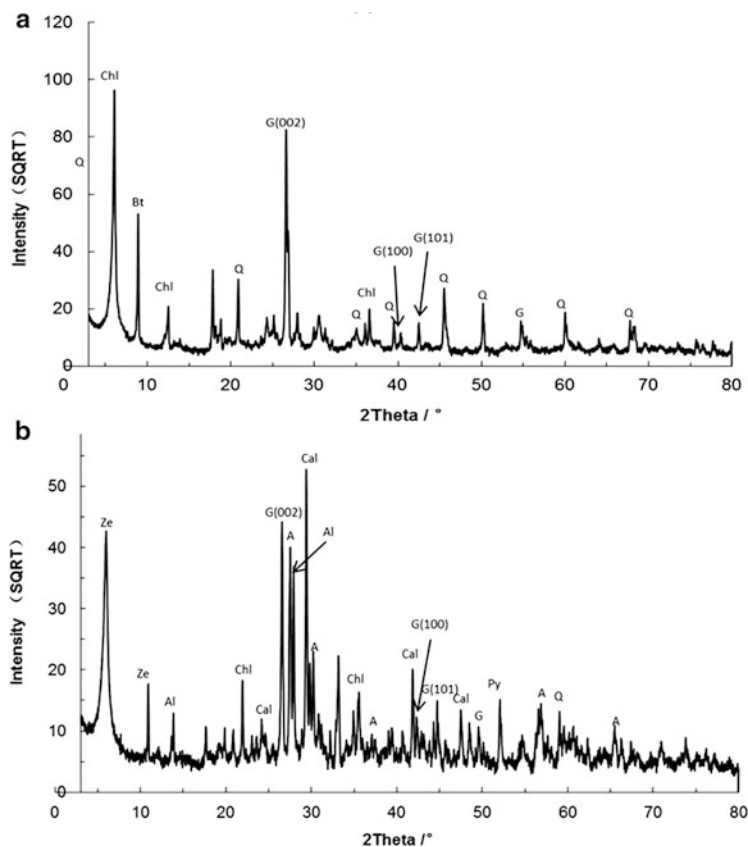 a
120
Chl
100
G(002)
80
Q
60
Bt
G(101)
G(100)
40
Chl
Q
Q
Q
Chl
Q
Q
G
Q
Q
20
0
0
10
20
30
40
50
60
70
80
Intensity (SQRT)
2Theta / °
b
Cal
50
G(002)
Ze
A
Al
40
30
G(100)
A
Cal
20
Ze
Al
Chl
Cal
Chl
A
G(101)
Cal
G
Py
A
Q
A
10
0
0
10
20
30
40
50
60
70
80
Intensity (SQRT)
2Theta /°